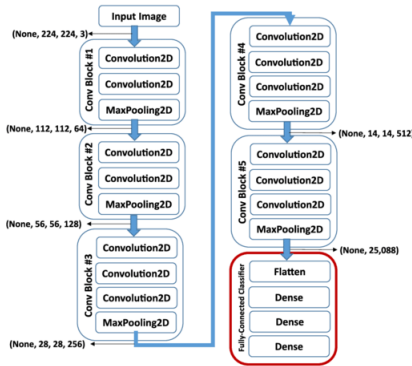 Input Image
(None, 224, 224, 3)
Conv Block #1
Convolution2D
Convolution2D
MaxPooling2D
(None, 112, 112, 64)
Conv Block #2
Convolution2D
Convolution2D
MaxPooling2D
(None, 56, 56, 128)
Conv Block #3
Convolution2D
Convolution2D
Convolution2D
MaxPooling2D
(None, 28, 28, 256)
Conv Block #4
Convolution2D
Convolution2D
Convolution2D
MaxPooling2D
(None, 14, 14, 512)
Conv Block #5
Convolution2D
Convolution2D
Convolution2D
MaxPooling2D
(None, 25,088)
Fully-Connected Classifier
Flatten
Dense
Dense
Dense